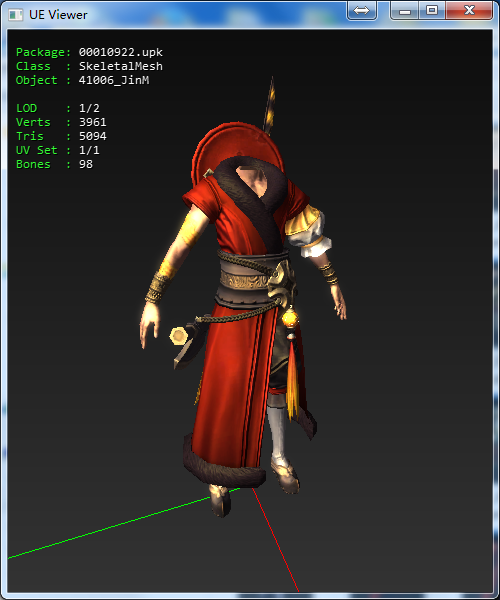 UE Viewer
Package: 00010922.upk
Class : SkeletalMesh
Object : 41006_JinM
LOD : 1/2
Verts : 3961
Tris : 5094
UV Set : 1/1
Bones : 98